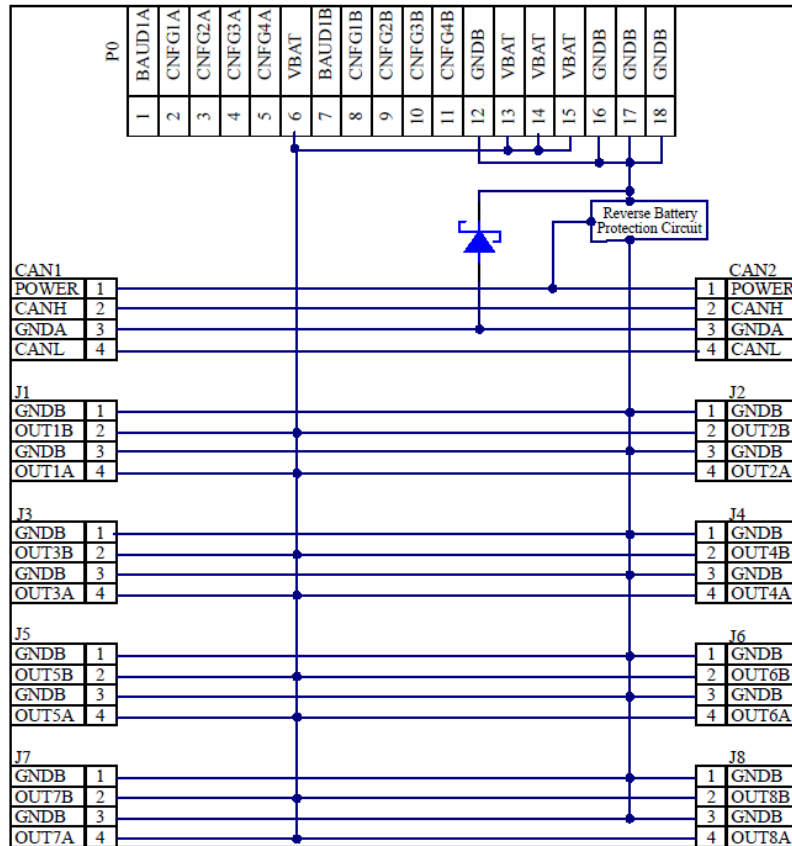 P0
BAUD1A
CNFG1A
CNFG2A
CNFG3A
CNFG4A
VBAT
BAUD1B
CNFG1B
CNFG2B
CNFG3B
CNFG4B
GNDB
VBAT
VBAT
VBAT
GNDB
GNDB
GNDB
1 2 3 4 5 6 7 8 9 10 11 12 13 14 15 16 17 18
Reverse Battery
Protection Circuit
CAN1
POWER 1
CANH 2
GNDA 3
CANL 4
CAN2
1 POWER
2 CANH
3 GNDA
4 CANL
J1
GNDB 1
OUT1B 2
GNDB 3
OUT1A 4
J2
1 GNDB
2 OUT2B
3 GNDB
4 OUT2A
J3
GNDB 1
OUT3B 2
GNDB 3
OUT3A 4
J4
1 GNDB
2 OUT4B
3 GNDB
4 OUT4A
J5
GNDB 1
OUT5B 2
GNDB 3
OUT5A 4
J6
1 GNDB
2 OUT6B
3 GNDB
4 OUT6A
J7
GNDB 1
OUT7B 2
GNDB 3
OUT7A 4
J8
1 GNDB
2 OUT8B
3 GNDB
4 OUT8A